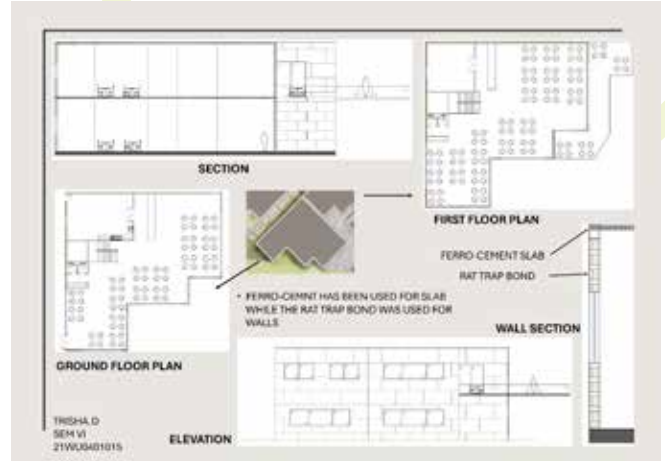 SECTION
FIRST FLOOR PLAN
FERRO-CEMENT SLAB
RAT TRAP BOND
• FERRO-CEMNT HAS BEEN USED FOR SLAB
WHILE THE RAT TRAP BOND WAS USED FOR
WALLS
WALL SECTION
GROUND FLOOR PLAN
TRISHA.D
SEM VI
21WU0401015
ELEVATION